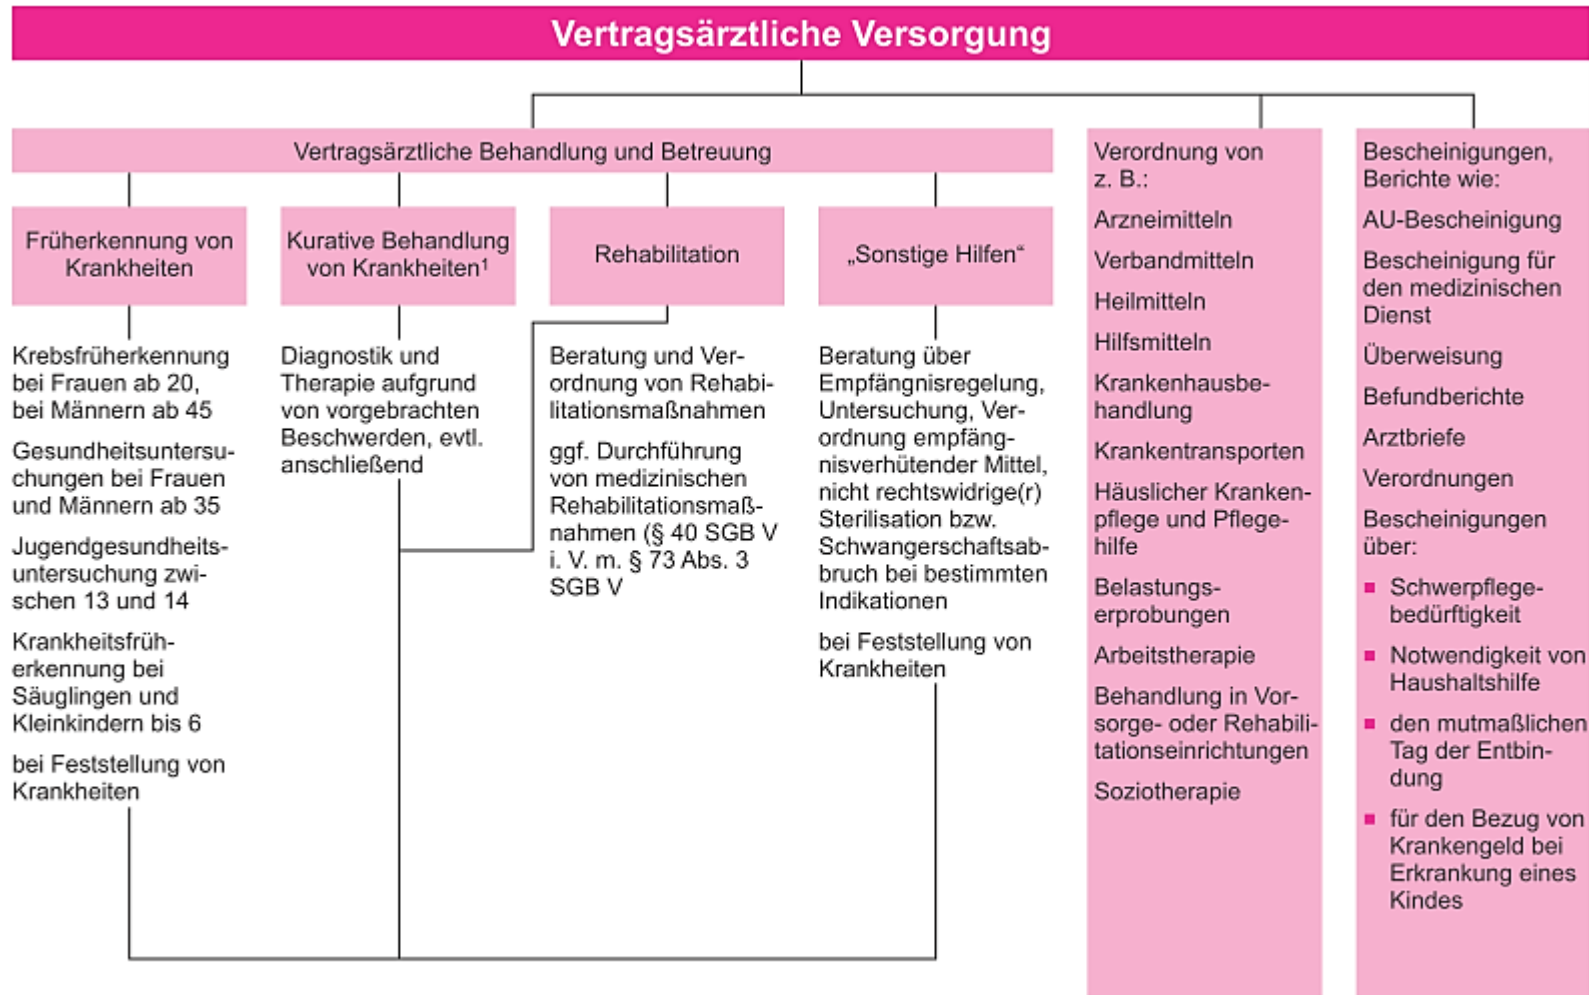 Vertragsärztliche Versorgung
Vertragsärztliche Behandlung und Betreuung
Früherkennung von
Krankheiten
Krebsfrüherkennung
bei Frauen ab 20,
bei Männern ab 45
Gesundheitsuntersu-
chungen bei Frauen
und Männern ab 35
Jugendgesundheits-
untersuchung zwi-
schen 13 und 14
Krankheitsfrüh-
erkennung bei
Säuglingen und
Kleinkindern bis 6
bei Feststellung von
Krankheiten
Kurative Behandlung
von Krankheiten¹
Diagnostik und
Therapie aufgrund
von vorgebrachten
Beschwerden, evtl.
anschließend
Rehabilitation
Beratung und Ver-
ordnung von Rehabi-
litationsmaßnahmen
ggf. Durchführung
von medizinischen
Rehabilitationsmaß-
nahmen (§ 40 SGB V
i. V. m. § 73 Abs. 3
SGB V
„Sonstige Hilfen“
Beratung über
Empfängnisregelung,
Untersuchung, Ver-
ordnung empfäng-
nisverhütender Mittel,
nicht rechtswidrige(r)
Sterilisation bzw.
Schwangerschaftsab-
bruch bei bestimmten
Indikationen
bei Feststellung von
Krankheiten
Verordnung von
z. B.:
Arzneimitteln
Verbandmitteln
Heilmitteln
Hilfsmitteln
Krankenhausbe-
handlung
Krankentransporten
Häuslicher Kranken-
pflege und Pflege-
hilfe
Belastungs-
erprobungen
Arbeitstherapie
Behandlung in Vor-
sorge- oder Rehabili-
tationseinrichtungen
Soziotherapie
Bescheinigungen,
Berichte wie:
AU-Bescheinigung
Bescheinigung für
den medizinischen
Dienst
Überweisung
Befundberichte
Arztbriefe
Verordnungen
Bescheinigungen
über:
■ Schwerpflege-
bedürftigkeit
■ Notwendigkeit von
Haushaltshilfe
■ den mutmaßlichen
Tag der Entbin-
dung
■ für den Bezug von
Krankengeld bei
Erkrankung eines
Kindes